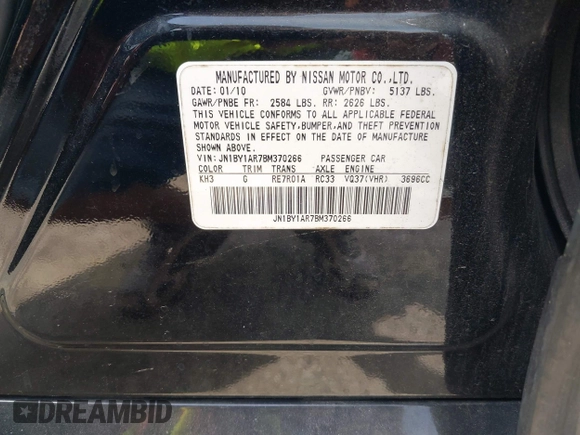 MANUFACTURED BY NISSAN MOTOR CO.,LTD.
DATE: 01/10 GVWR/PNBV: 5137 LBS.
GAWR/PNBE FR: 2584 LBS. RR: 2626 LBS.
THIS VEHICLE CONFORMS TO ALL APPLICABLE FEDERAL
MOTOR VEHICLE SAFETY,BUMPER,AND THEFT PREVENTION
STANDARDS IN EFFECT ON THE DATE OF MANUFACTURE
SHOWN ABOVE.
VIN: JN1BY1AR7BM370266 PASSENGER CAR
COLOR TRIM TRANS AXLE ENGINE
KH3 G RE7R01A RC33 VQ37(VHR) 3696CC
JN1BY1AR7BM370266
DREAMBID